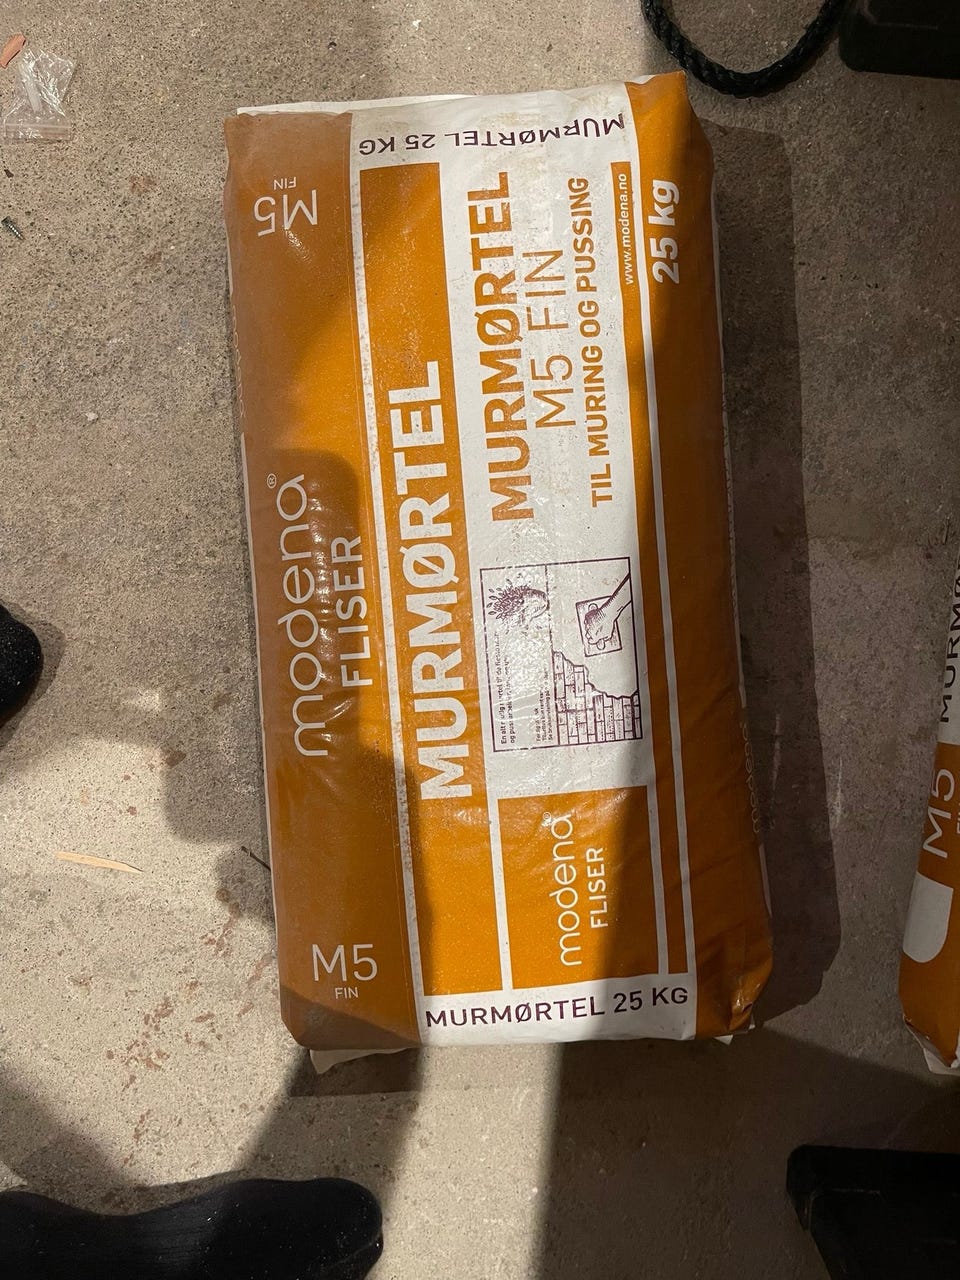 MURMØRTEL 25 KG
M5
FIN
modena®
FLISER
M5
FIN
MURMØRTEL
MURMØRTEL
M5 FIN
TIL MURING OG PUSSING
www.modena.no
25 kg
modena®
FLISER
MURMØRTEL 25 KG
M5